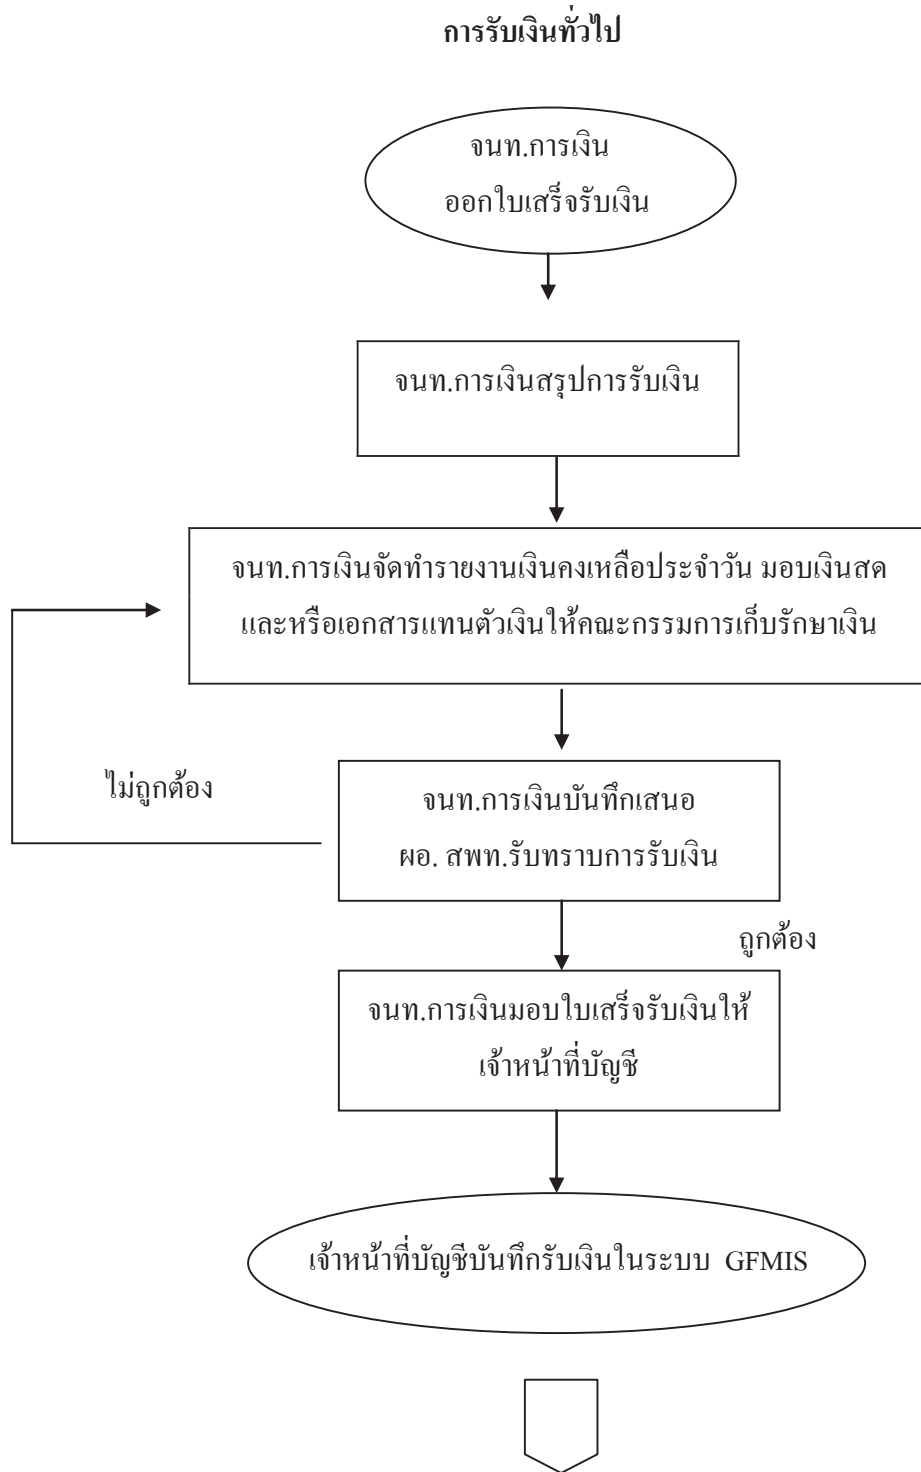 การรับเงินทั่วไป
จนท.การเงิน
ออกใบเสร็จรับเงิน
จนท.การเงินสรุปการรับเงิน
จนท.การเงินจัดทำรายงานเงินคงเหลือประจำวัน มอบเงินสด
และหรือเอกสารแทนตัวเงินให้คณะกรรมการเก็บรักษาเงิน
ไม่ถูกต้อง
จนท.การเงินบันทึกเสนอ
ผอ. สพท.รับทราบการรับเงิน
ถูกต้อง
จนท.การเงินมอบใบเสร็จรับเงินให้
เจ้าหน้าที่บัญชี
เจ้าหน้าที่บัญชีบันทึกรับเงินในระบบ GFMIS